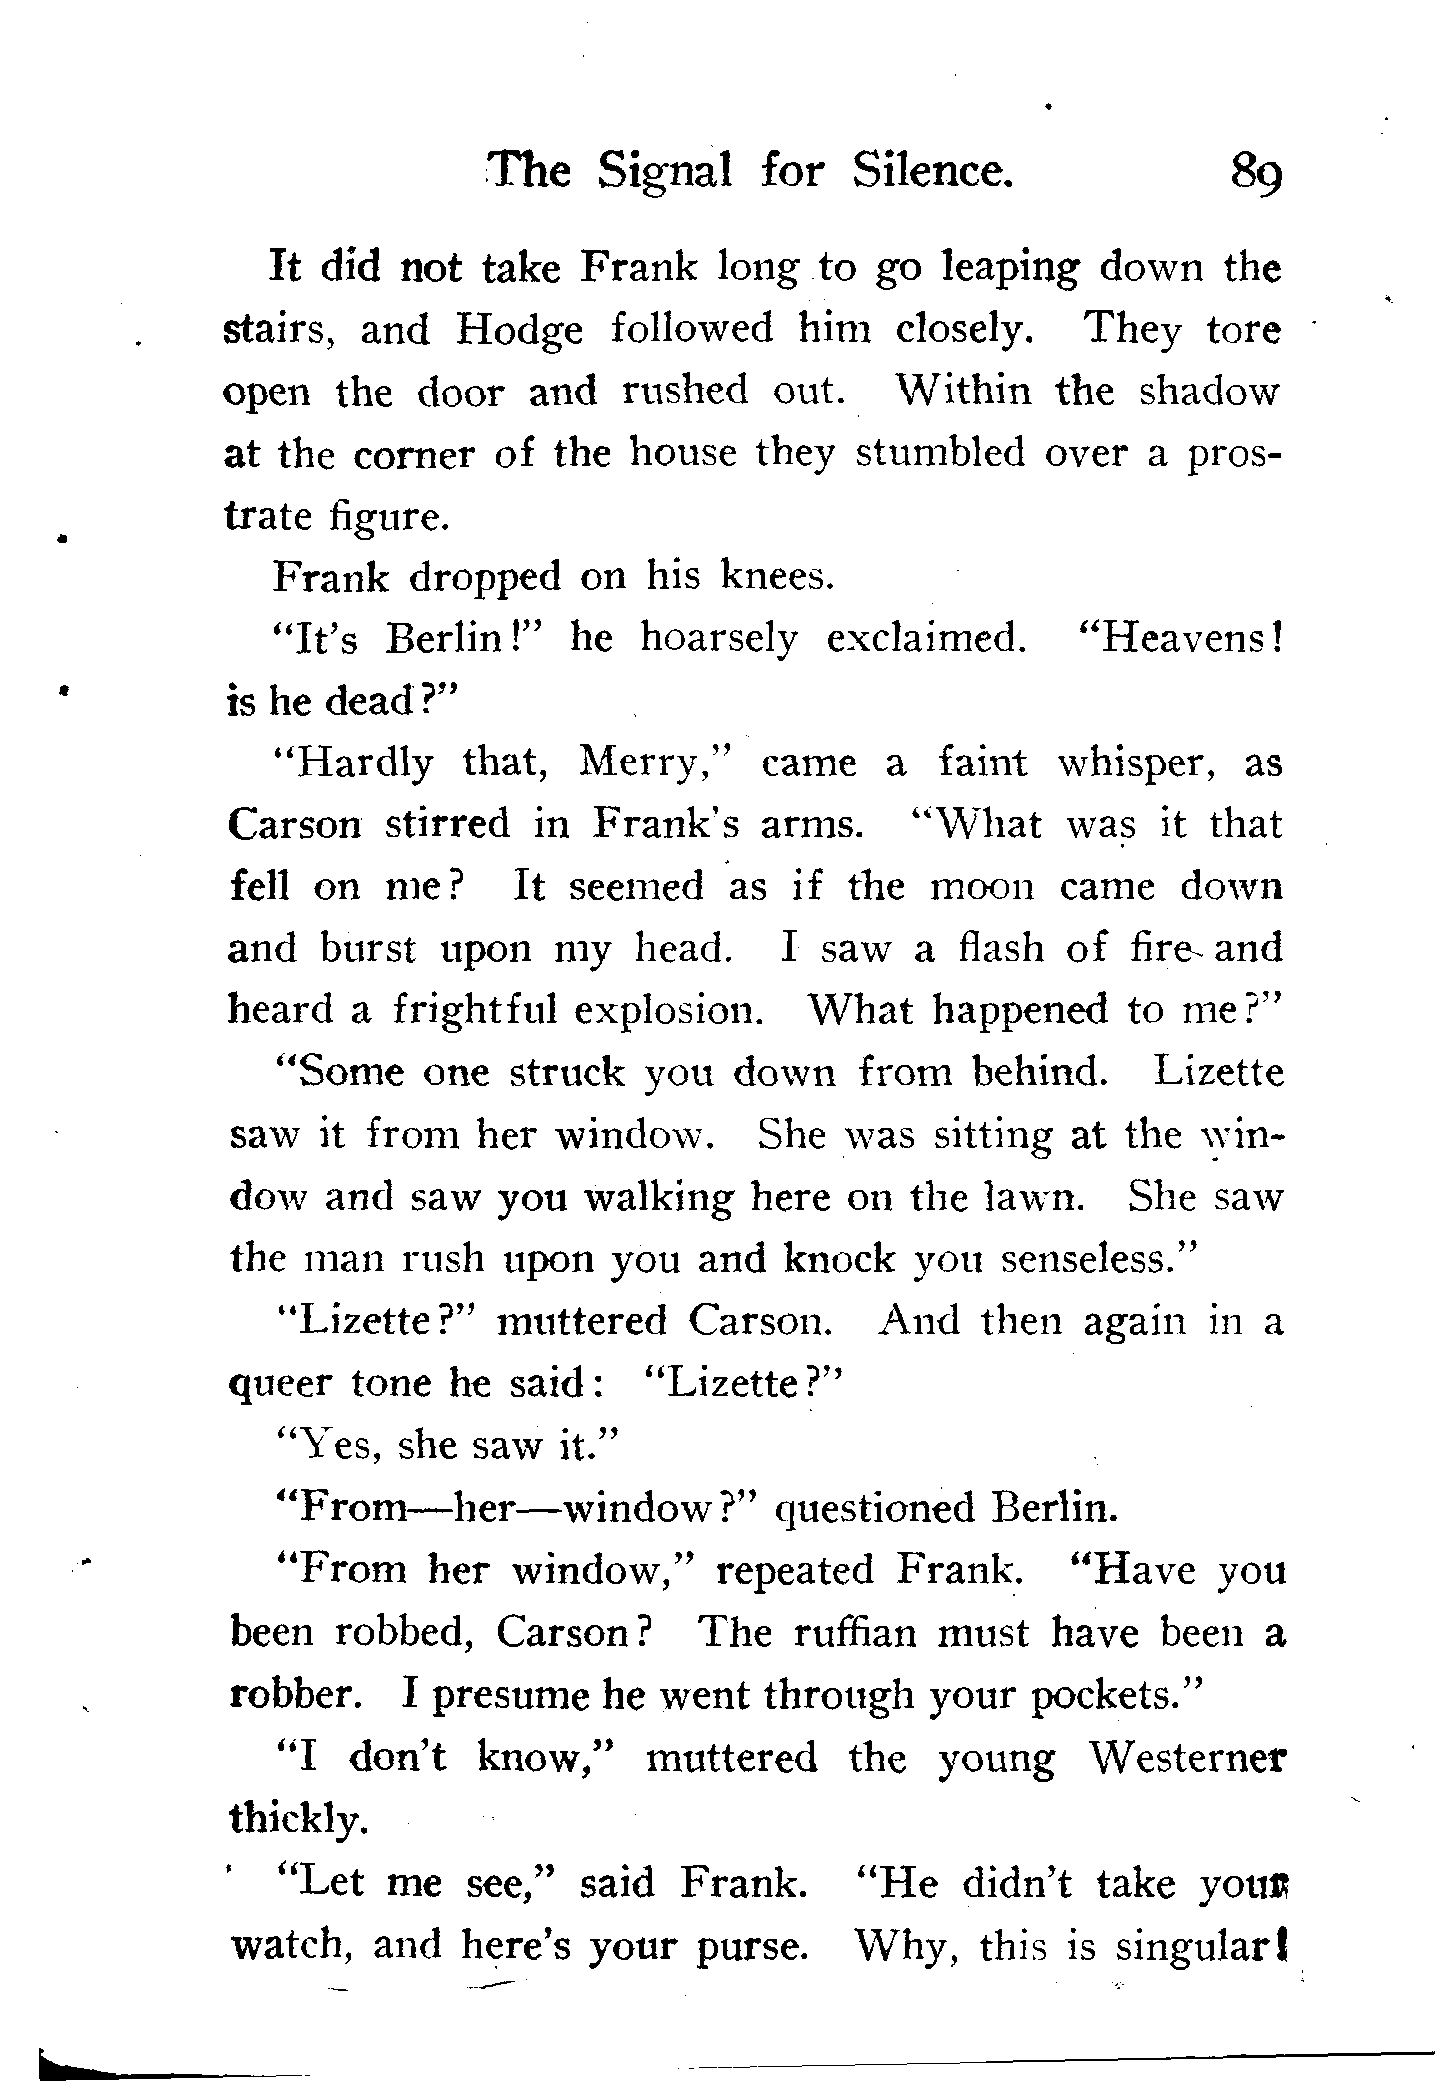 The Signal for Silence. 89
It did not take Frank long to go leaping down the
stairs, and Hodge followed him closely. They tore
open the door and rushed out. Within the shadow
at the corner of the house they stumbled over a pros-
trate figure.
Frank dropped on his knees.
“It’s Berlin!” he hoarsely exclaimed. “Heavens!
is he dead?”
“Hardly that, Merry,” came a faint whisper, as
Carson stirred in Frank’s arms. “What was it that
fell on me? It seemed as if the moon came down
and burst upon my head. I saw a flash of fire and
heard a frightful explosion. What happened to me?”
“Some one struck you down from behind. Lizette
saw it from her window. She was sitting at the win-
dow and saw you walking here on the lawn. She saw
the man rush upon you and knock you senseless.”
“Lizette?” muttered Carson. And then again in a
queer tone he said: “Lizette?”
“Yes, she saw it.”
“From—her—window?” questioned Berlin.
“From her window,” repeated Frank. “Have you
been robbed, Carson? The ruffian must have been a
robber. I presume he went through your pockets.”
“I don’t know,” muttered the young Westerner
thickly.
“Let me see,” said Frank. “He didn’t take your
watch, and here’s your purse. Why, this is singular!